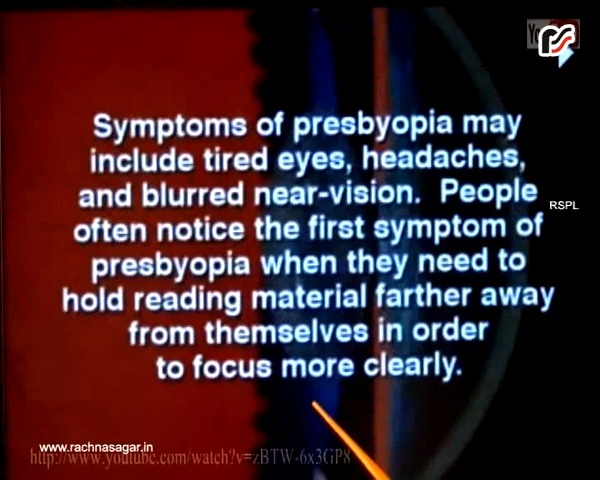 Symptoms of presbyopia may
include tired eyes, headaches,
and blurred near-vision. People
often notice the first symptom of
presbyopia when they need to
hold reading material farther away
from themselves in order
to focus more clearly.
RSPL
www.rachnasagar.in
http://www.youtube.com/watch?v=zBTW-6x3GP8